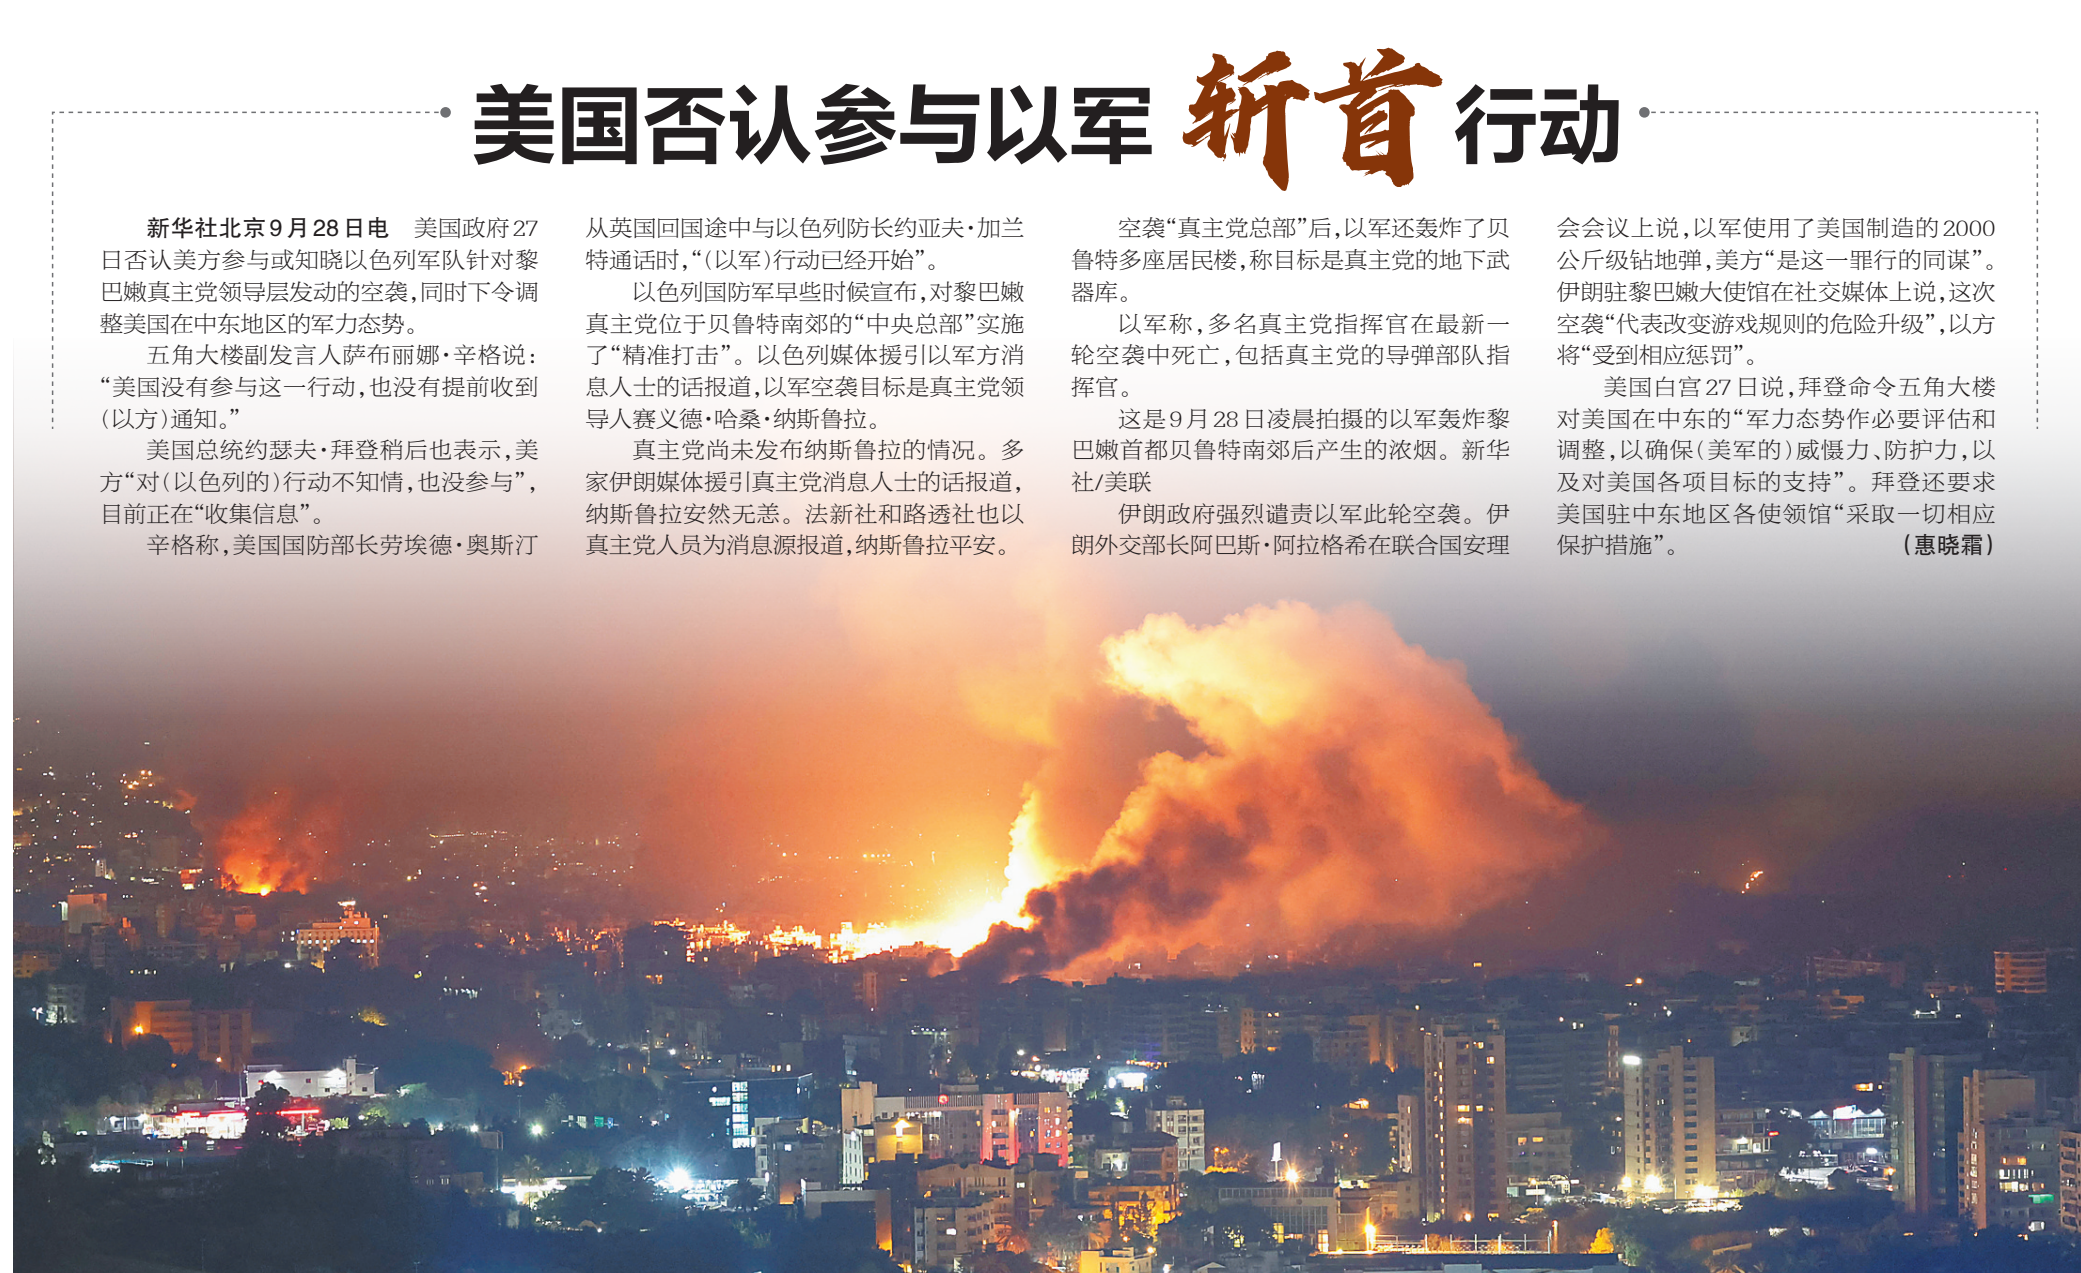 美国否认参与以军斩首行动
新华社北京9月28日电 美国政府27
日否认美方参与或知晓以色列军队针对黎
巴嫩真主党领导层发动的空袭,同时下令调
整美国在中东地区的军力态势。
五角大楼副发言人萨布丽娜·辛格说:
“美国没有参与这一行动,也没有提前收到
(以方)通知。”
美国总统约瑟夫·拜登稍后也表示,美
方“对(以色列的)行动不知情,也没参与”,
目前正在“收集信息”。
辛格称,美国国防部长劳埃德·奥斯汀
从英国回国途中与以色列防长约亚夫·加兰
特通话时,“(以军)行动已经开始”。
以色列国防军早些时候宣布,对黎巴嫩
真主党位于贝鲁特南郊的“中央总部”实施
了“精准打击”。以色列媒体援引以军方消
息人士的话报道,以军空袭目标是真主党领
导人赛义德·哈桑·纳斯鲁拉。
真主党尚未发布纳斯鲁拉的情况。多
家伊朗媒体援引真主党消息人士的话报道,
纳斯鲁拉安然无恙。法新社和路透社也以
真主党人员为消息源报道,纳斯鲁拉平安。
空袭“真主党总部”后,以军还轰炸了贝
鲁特多座居民楼,称目标是真主党的地下武
器库。
以军称,多名真主党指挥官在最新一
轮空袭中死亡,包括真主党的导弹部队指
挥官。
这是9月28日凌晨拍摄的以军轰炸黎
巴嫩首都贝鲁特南郊后产生的浓烟。新华
社/美联
伊朗政府强烈谴责以军此轮空袭。伊
朗外交部长阿巴斯·阿拉格希在联合国安理
会会议上说,以军使用了美国制造的2000
公斤级钻地弹,美方“是这一罪行的同谋”。
伊朗驻黎巴嫩大使馆在社交媒体上说,这次
空袭“代表改变游戏规则的危险升级”,以方
将“受到相应惩罚”。
美国白宫27日说,拜登命令五角大楼
对美国在中东的“军力态势作必要评估和
调整,以确保(美军的)威慑力、防护力,以
及对美国各项目标的支持”。拜登还要求
美国驻中东地区各使领馆“采取一切相应
保护措施”。 (惠晓霜)